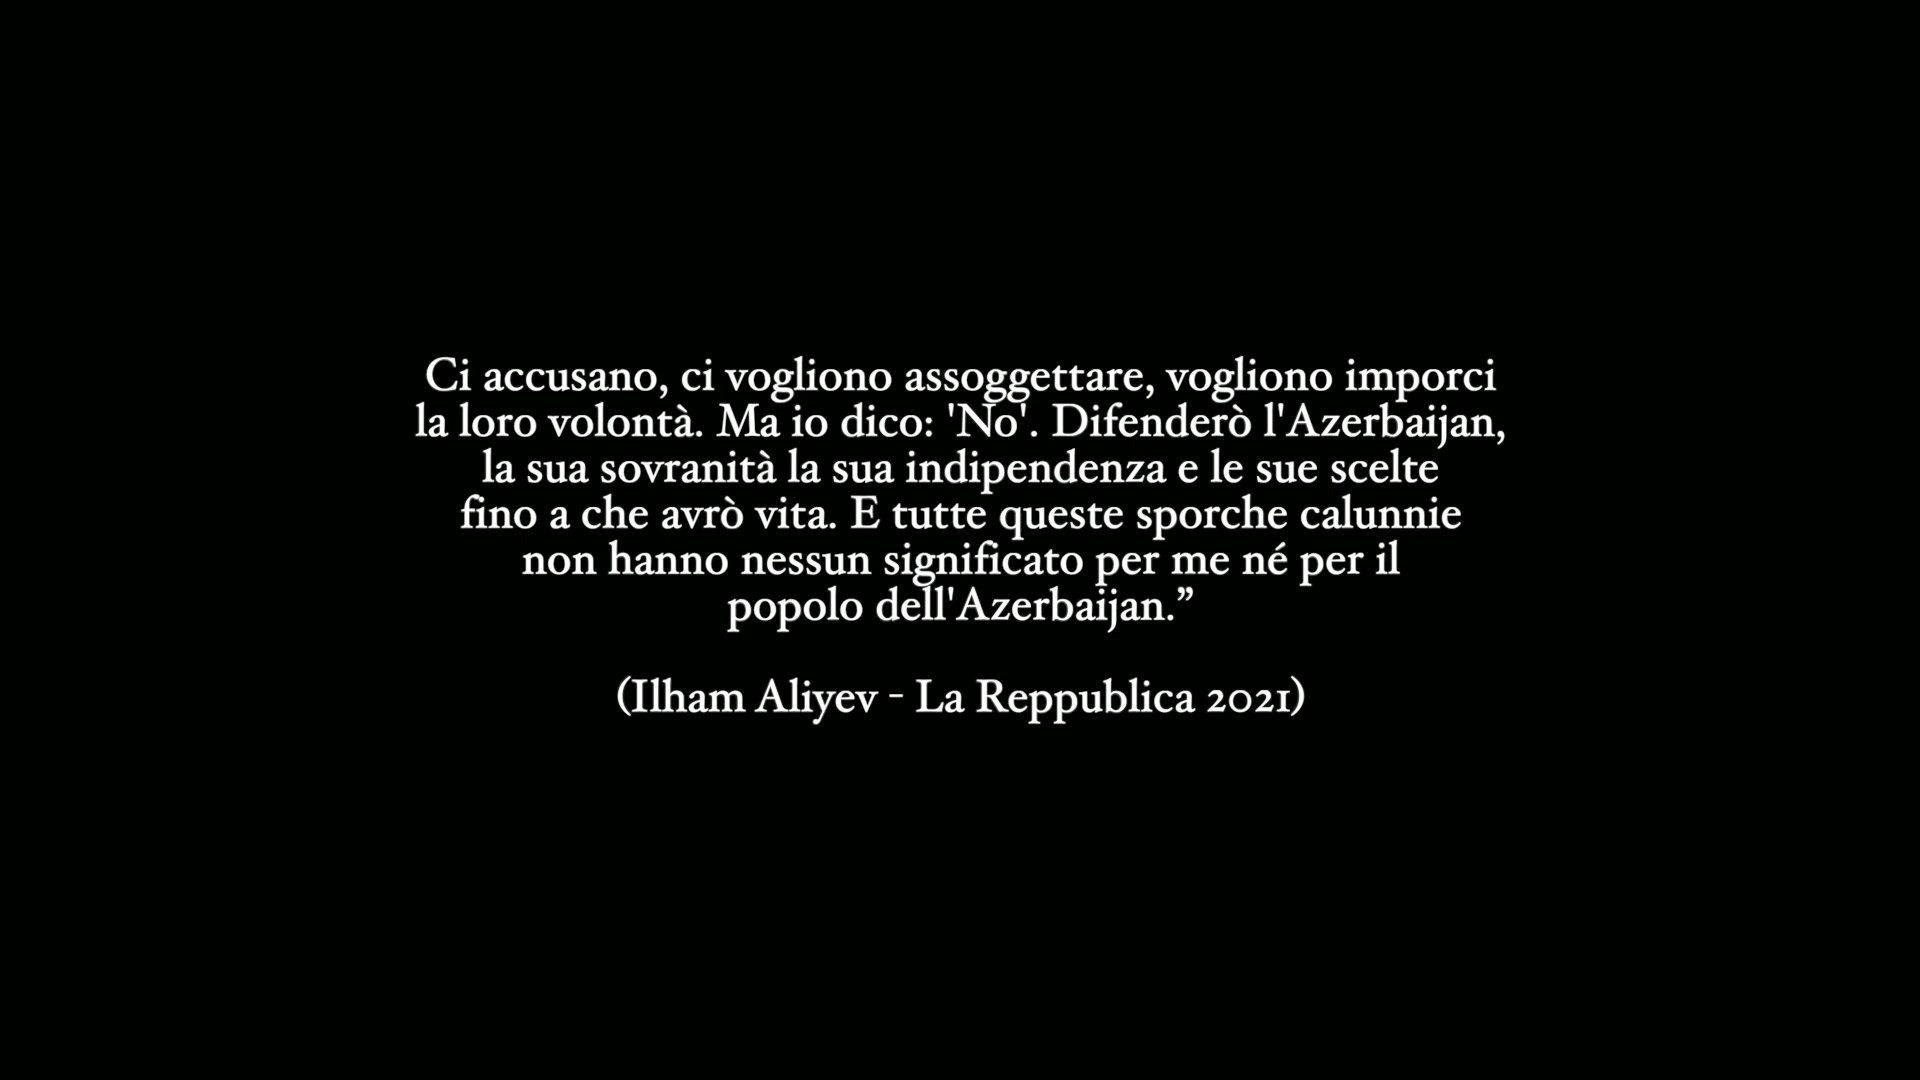 Ci accusano, ci vogliono assoggettare, vogliono imporci
la loro volontà. Ma io dico: 'No'. Difenderò l'Azerbaijan,
la sua sovranità la sua indipendenza e le sue scelte
fino a che avrò vita. E tutte queste sporche calunnie
non hanno nessun significato per me né per il
popolo dell'Azerbaijan.”
(Ilham Aliyev - La Reppublica 2021)